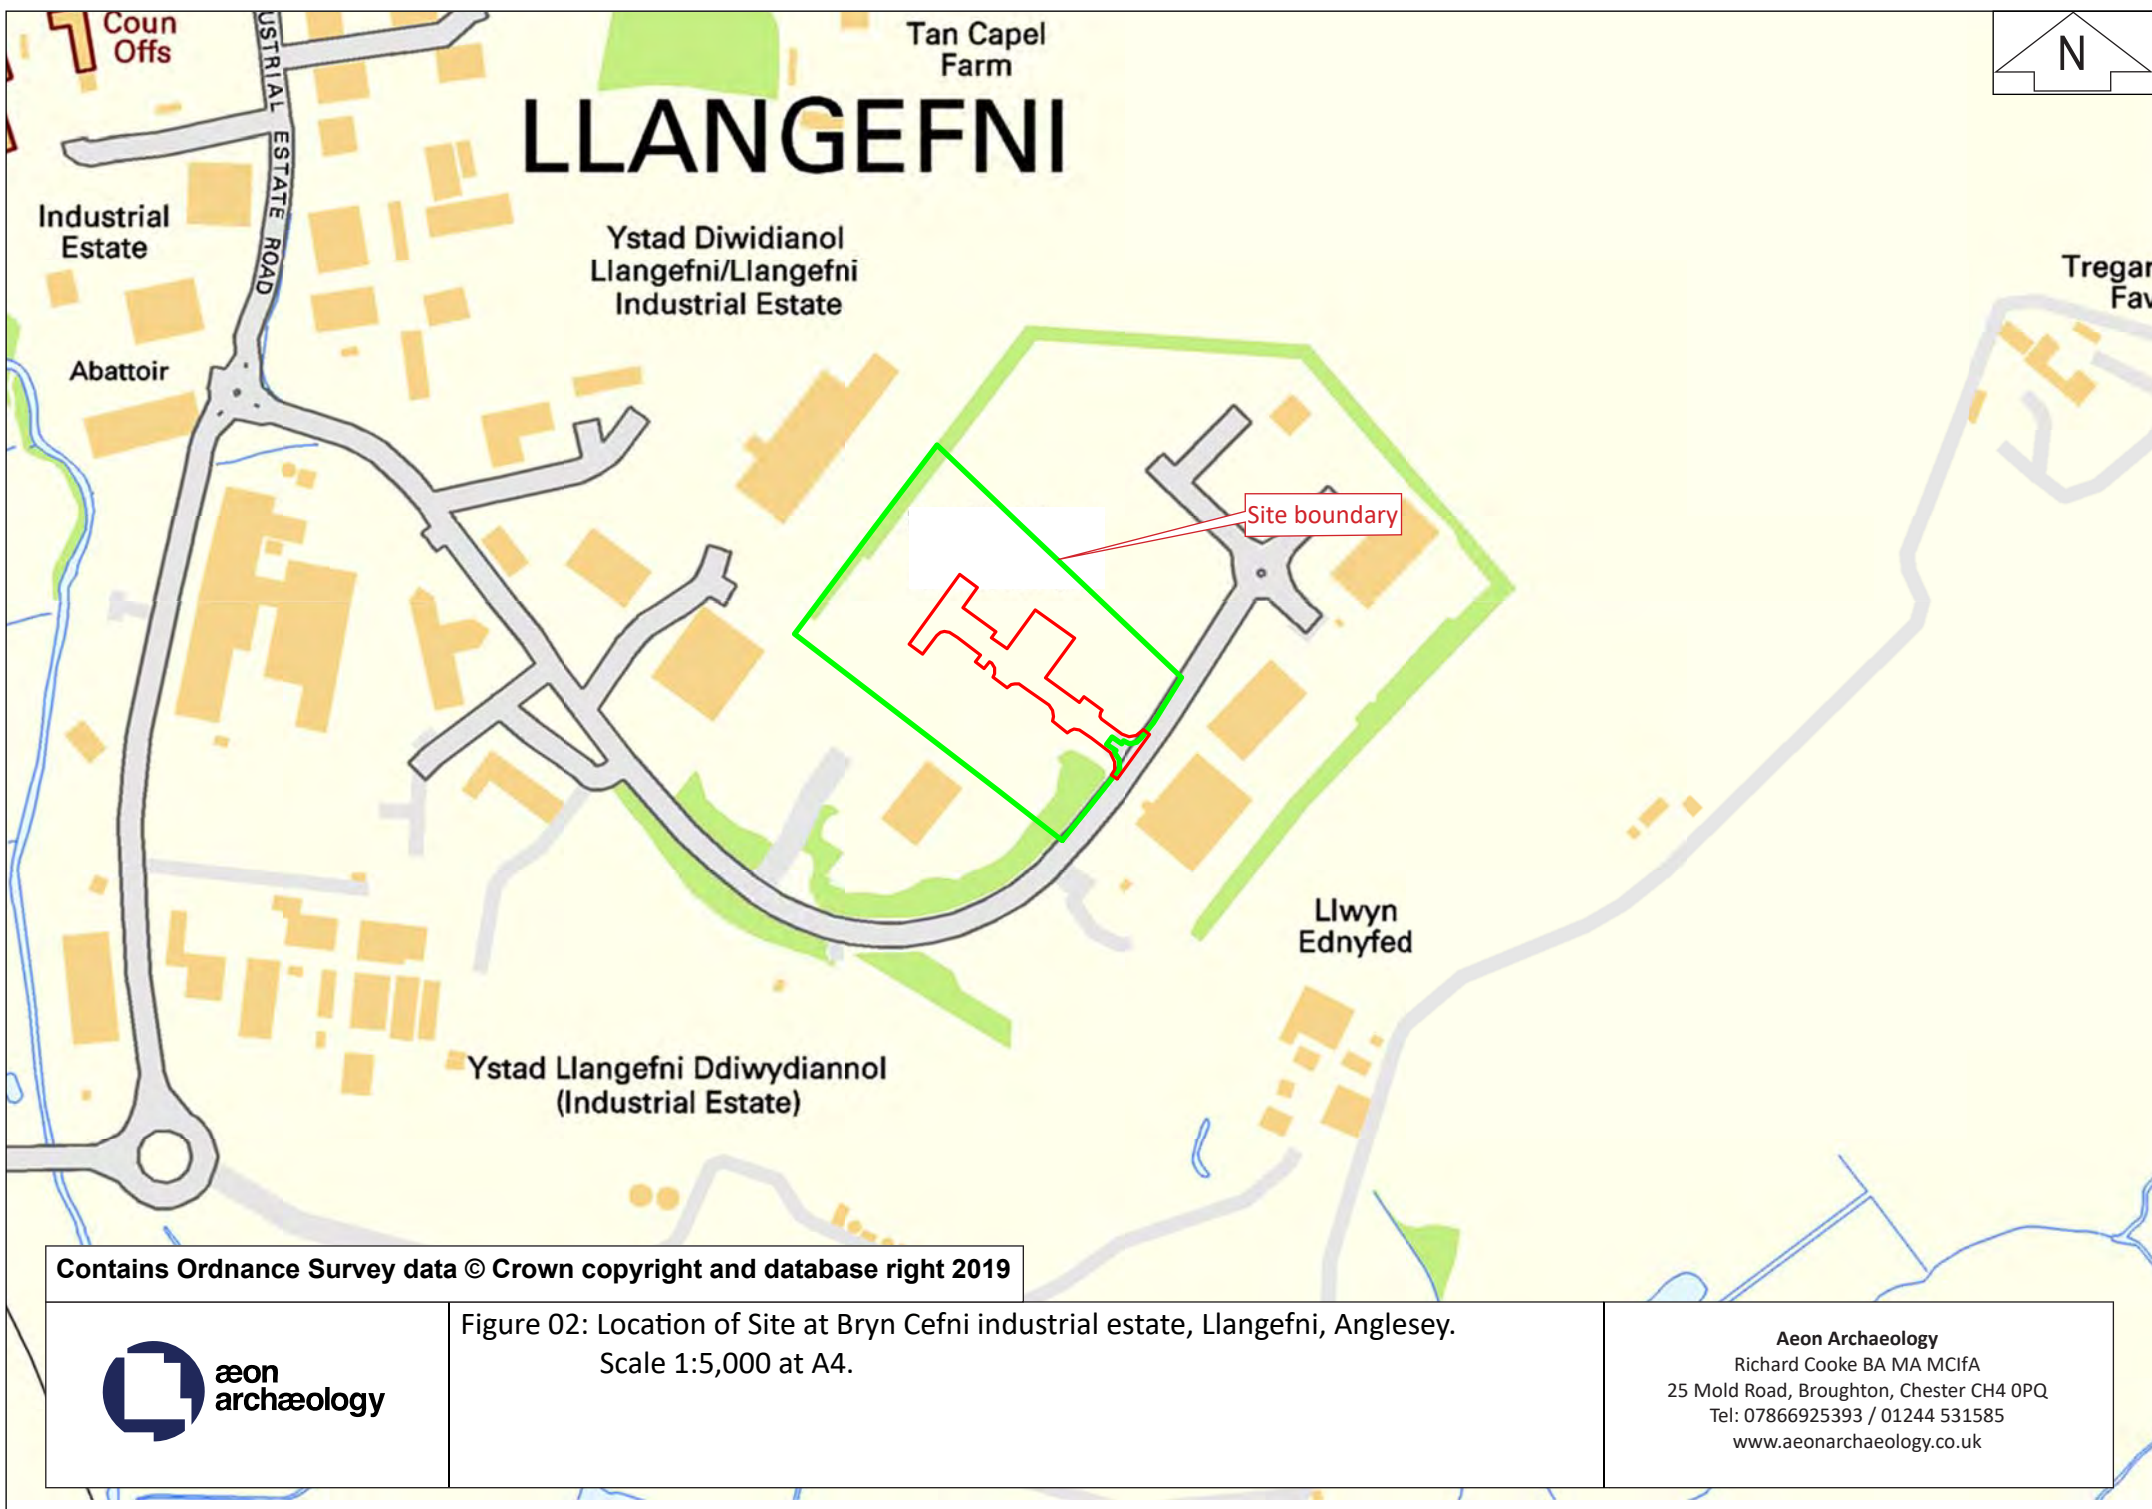 Coun
Offs
USTRIAL ESTATE ROAD
Tan Capel
Farm
N
LLANGEFNI
Industrial
Estate
Ystad Diwidianol
Llangefni/Llangefni
Industrial Estate
Tregar
Faw
Abattoir
Site boundary
Llwyn
Ednyfed
Ystad Llangefni Ddiwydiannol
(Industrial Estate)
Contains Ordnance Survey data © Crown copyright and database right 2019
æon
archæology
Figure 02: Location of Site at Bryn Cefni industrial estate, Llangefni, Anglesey.
Scale 1:5,000 at A4.
Aeon Archaeology
Richard Cooke BA MA MCIfA
25 Mold Road, Broughton, Chester CH4 0PQ
Tel: 07866925393 / 01244 531585
www.aeonarchaeology.co.uk